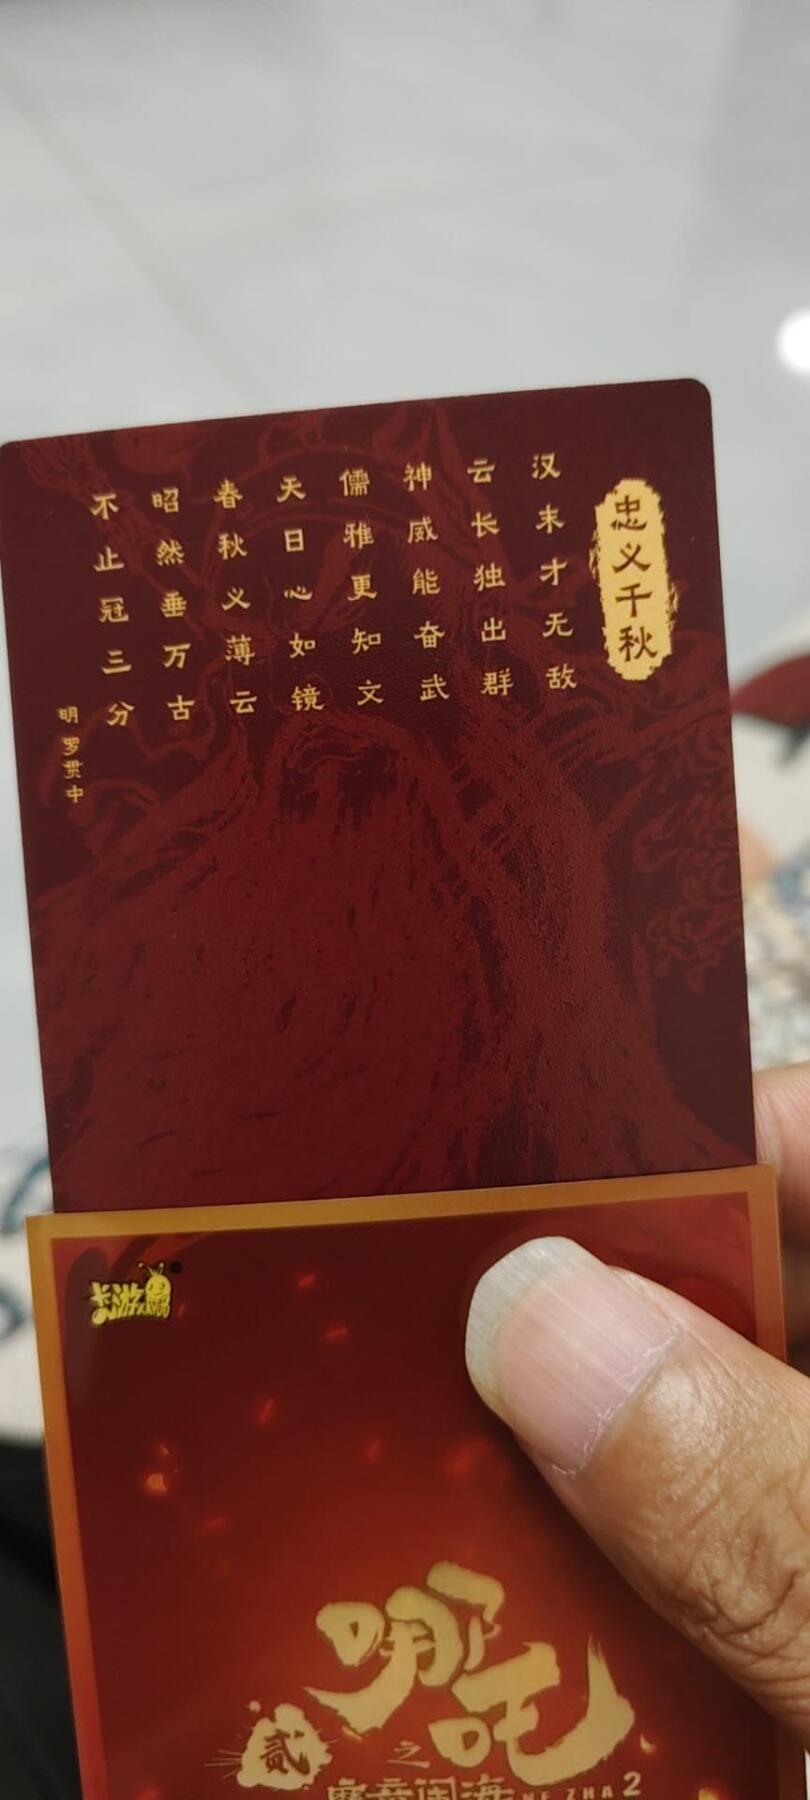 忠义千秋
汉末才无敌
云长独出群
神威能奋武
儒雅更知文
天日心如镜
春秋义薄云
昭然垂万古
不止冠三分
明 罗贯中
卡游
哪吒
贰
之
魔童闹海
NE ZHA 2